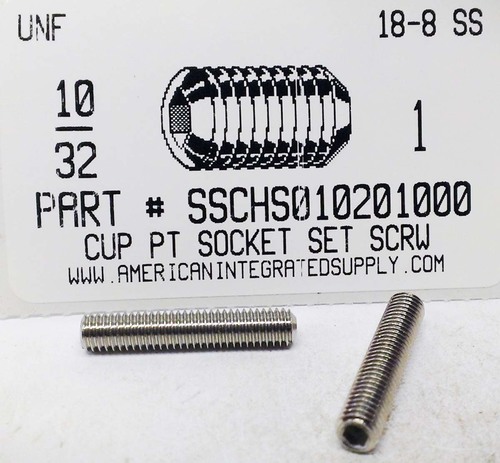 UNF 18-8 SS
10
32
1
PART # SSCHS010201000
CUP PT SOCKET SET SCRW
WWW.AMERICANINTEGRATEDSUPPLY.COM